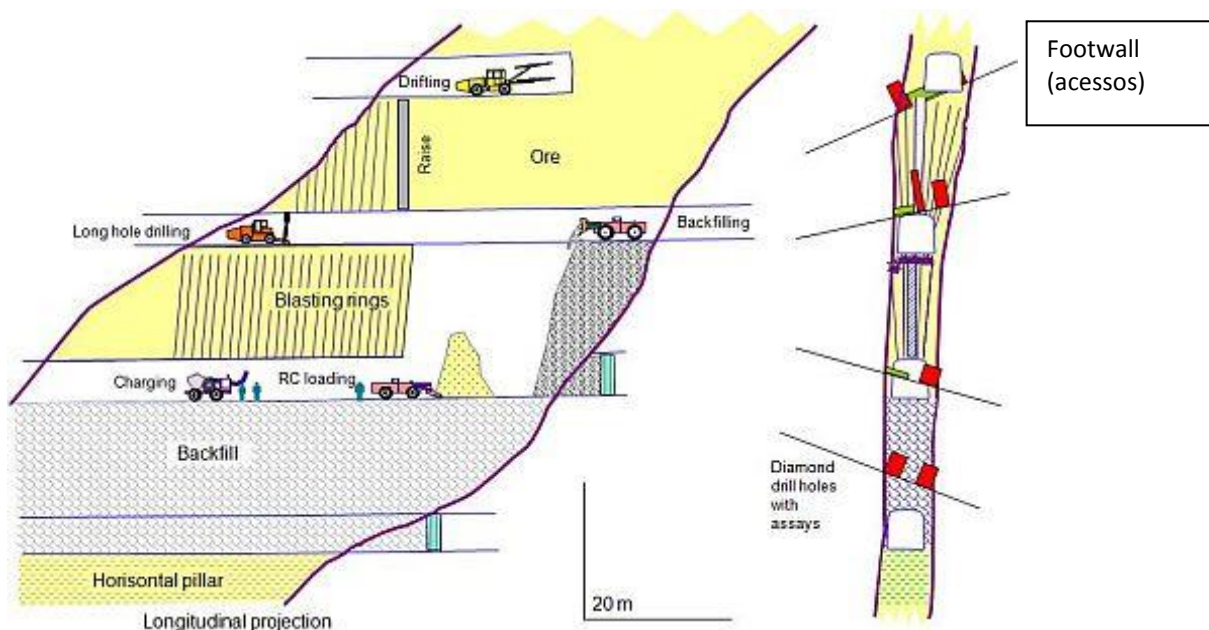 Drifting
Raise
Ore
Long hole drilling
Backfilling
Blasting rings
Charging
RC loading
Backfill
Horisontal pillar
Longitudinal projection
20 m
Footwall
(acessos)
Diamond
drill holes
with
assays